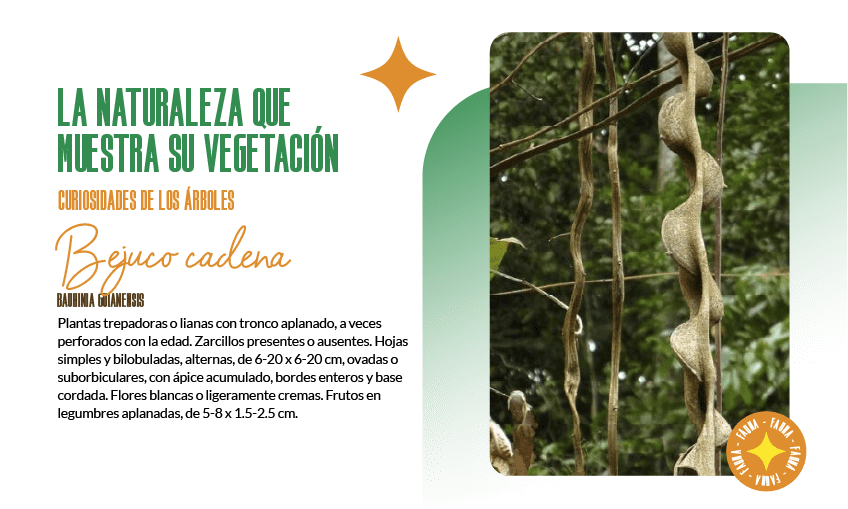 LA NATURALEZA QUE
MUESTRA SU VEGETACIÓN
CURIOSIDADES DE LOS ÁRBOLES
Bejuco cadena
BAUHINIA GUIANENSIS
Plantas trepadoras o lianas con tronco aplanado, a veces
perforados con la edad. Zarcillos presentes o ausentes. Hojas
simples y bilobuladas, alternas, de 6-20 x 6-20 cm, ovadas o
suborbiculares, con ápice acumulado, bordes enteros y base
cordada. Flores blancas o ligeramente cremas. Frutos en
legumbres aplanadas, de 5-8 x 1.5-2.5 cm.
FAUNA - FAUNA - FAUNA - FAUNA - FAUNA -